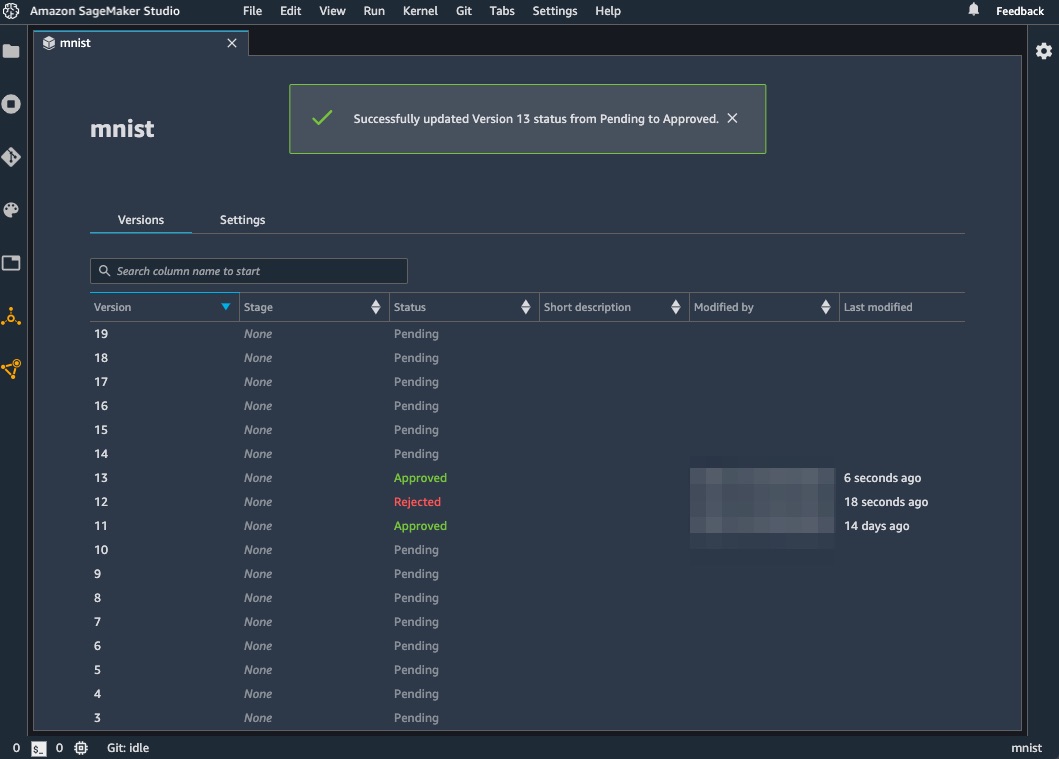 Amazon SageMaker Studio File Edit View Run Kernel Git Tabs Settings Help Feedback
mnist
Successfully updated Version 13 status from Pending to Approved.
mnist
Versions Settings
Search column name to start
Version Stage Status Short description Modified by Last modified
19 None Pending
18 None Pending
17 None Pending
16 None Pending
15 None Pending
14 None Pending
13 None Approved 6 seconds ago
12 None Rejected 18 seconds ago
11 None Approved 14 days ago
10 None Pending
9 None Pending
8 None Pending
7 None Pending
6 None Pending
5 None Pending
4 None Pending
3 None Pending
0 $_ 0 Git: idle mnist